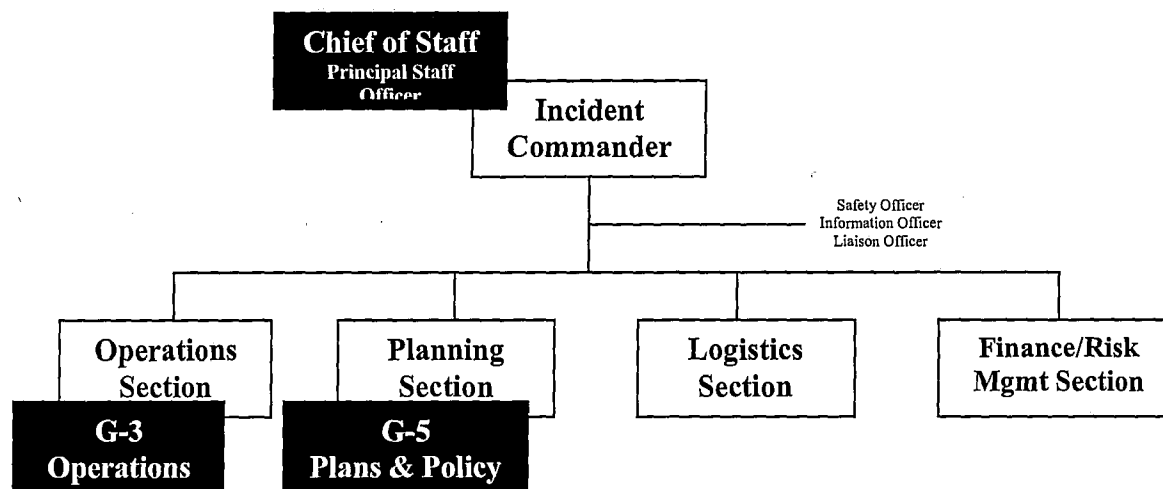 Chief of Staff
Principal Staff
Officer
Incident
Commander
Safety Officer
Information Officer
Liaison Officer
Operations
Section
Planning
Section
Logistics
Section
Finance/Risk
Mgmt Section
G-3
Operations
G-5
Plans & Policy